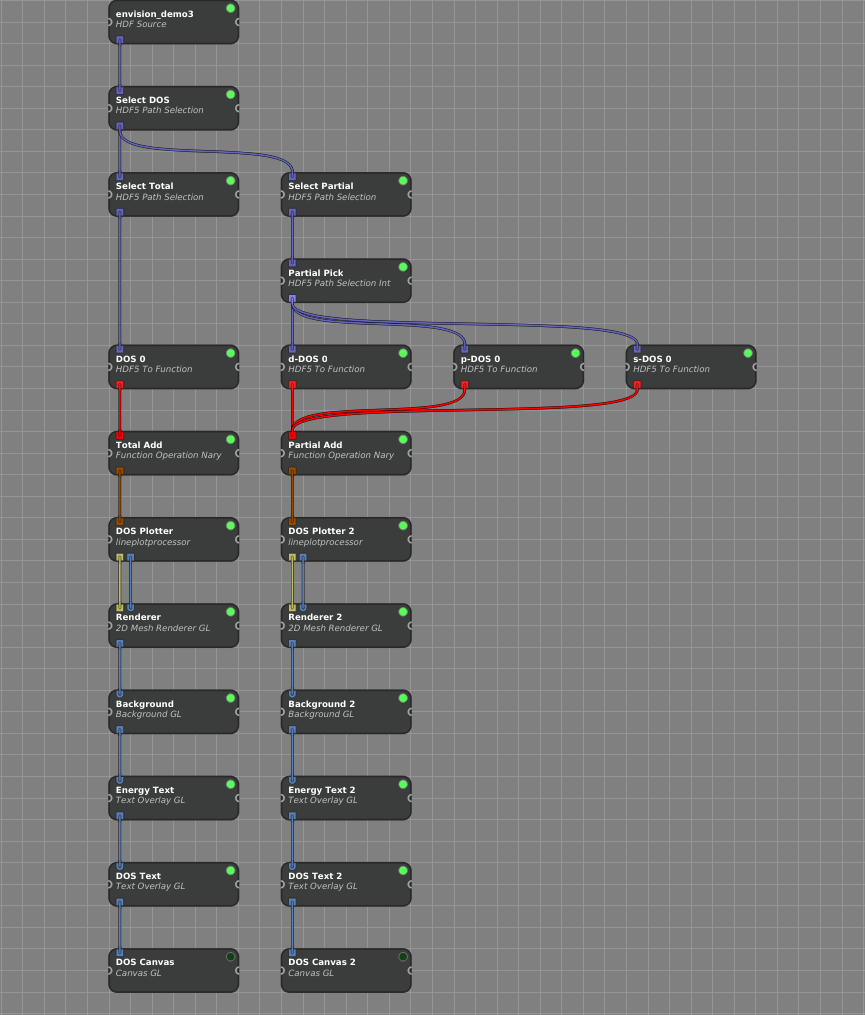 envision_demo3
HDF Source
Select DOS
HDF5 Path Selection
Select Total
HDF5 Path Selection
Select Partial
HDF5 Path Selection
Partial Pick
HDF5 Path Selection Int
DOS 0
HDF5 To Function
d-DOS 0
HDF5 To Function
p-DOS 0
HDF5 To Function
s-DOS 0
HDF5 To Function
Total Add
Function Operation Nary
Partial Add
Function Operation Nary
DOS Plotter
lineplotprocessor
DOS Plotter 2
lineplotprocessor
Renderer
2D Mesh Renderer GL
Renderer 2
2D Mesh Renderer GL
Background
Background GL
Background 2
Background GL
Energy Text
Text Overlay GL
Energy Text 2
Text Overlay GL
DOS Text
Text Overlay GL
DOS Text 2
Text Overlay GL
DOS Canvas
Canvas GL
DOS Canvas 2
Canvas GL